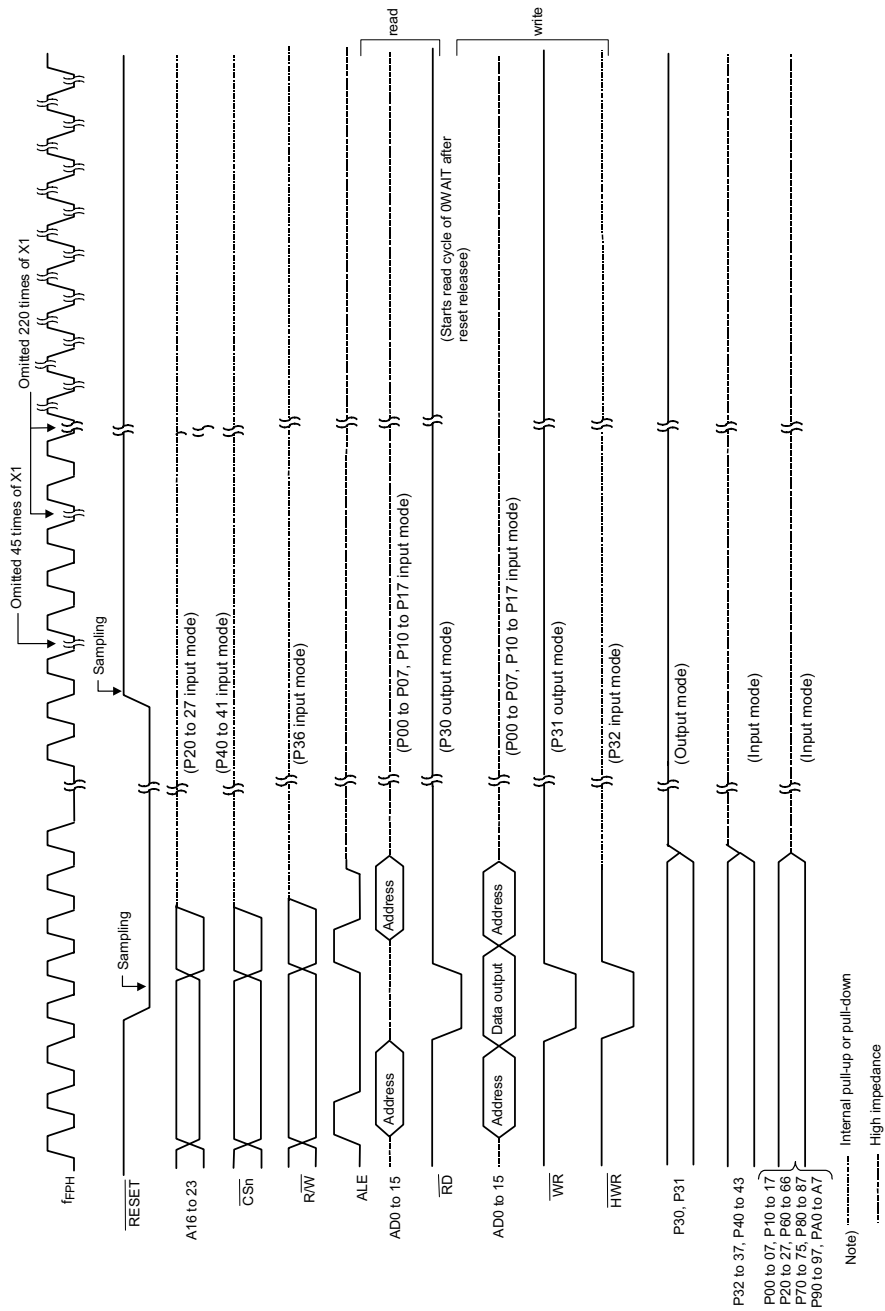 fFPH
Omitted 45 times of X1
Omitted 220 times of X1
RESET
Sampling
Sampling
A16 to 23
(P20 to 27 input mode)
CSn
(P40 to 41 input mode)
R/W
(P36 input mode)
ALE
AD0 to 15
Address
Address
(P00 to P07, P10 to P17 input mode)
read
RD
(P30 output mode)
(Starts read cycle of 0WAIT after
reset releasee)
AD0 to 15
Address
Data output
Address
(P00 to P07, P10 to P17 input mode)
write
WR
(P31 output mode)
HWR
(P32 input mode)
P30, P31
(Output mode)
P32 to 37, P40 to 43
(Input mode)
P00 to 07, P10 to 17
P20 to 27, P60 to 66
P70 to 75, P80 to 87
P90 to 97, PA0 to A7
(Input mode)
Note)
Internal pull-up or pull-down
High impedance